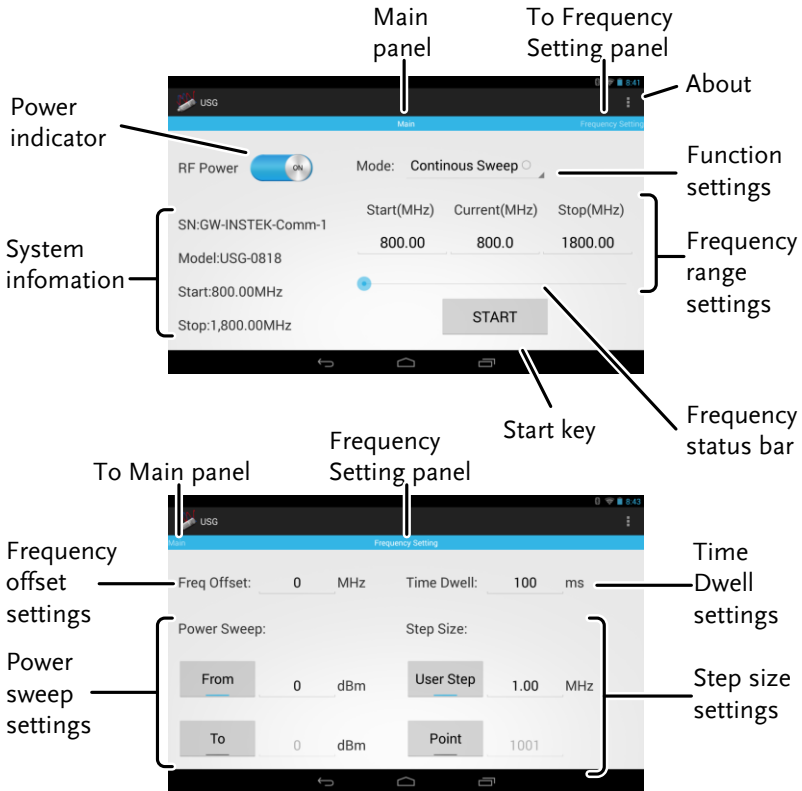 Main
panel
To Frequency
Setting panel
About
Power
indicator
8:41
USG
Main
Frequency Setting
RF Power
ON
Mode: Continous Sweep
Function
settings
Start(MHz) Current(MHz) Stop(MHz)
800.00 800.0 1800.00
Frequency
range
settings
System
infomation
SN:GW-INSTEK-Comm-1
Model:USG-0818
Start:800.00MHz
Stop:1,800.00MHz
START
Start key
Frequency
status bar
To Main panel
Frequency
Setting panel
8:43
USG
Main
Frequency Setting
Frequency
offset
settings
Freq Offset: 0 MHz Time Dwell: 100 ms
Time
Dwell
settings
Power Sweep: Step Size:
Power
sweep
settings
From 0 dBm User Step 1.00 MHz
Step size
settings
To 0 dBm Point 1001